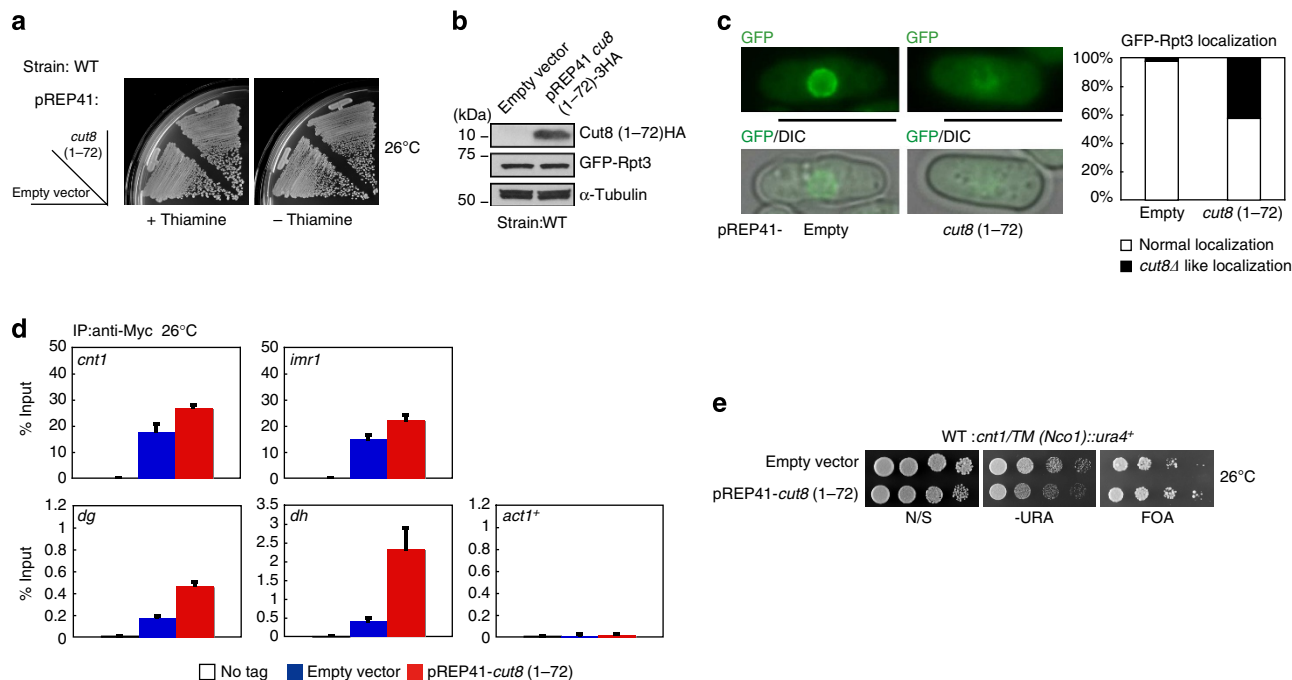 a
Strain: WT
pREP41:
cut8
(1–72)
Empty vector
+ Thiamine
– Thiamine
26°C
b
Empty vector
pREP41 cut8
(1–72)-3HA
(kDa)
10
75
50
Cut8 (1–72)HA
GFP-Rpt3
α-Tubulin
Strain:WT
c
GFP
GFP
GFP/DIC
GFP/DIC
pREP41-
Empty
cut8 (1–72)
GFP-Rpt3 localization
100%
80%
60%
40%
20%
0%
Empty
cut8 (1–72)
Normal localization
cut8Δ like localization
d
IP:anti-Myc 26°C
% Input
50
40
30
20
10
0
cnt1
50
40
30
20
10
0
imr1
% Input
1.2
1
0.8
0.6
0.4
0.2
0
dg
3.5
3
2.5
2
1.5
1
0.5
0
dh
1.2
1
0.8
0.6
0.4
0.2
0
act1+
No tag
Empty vector
pREP41-cut8 (1–72)
e
WT :cnt1/TM (Nco1)::ura4+
Empty vector
pREP41-cut8 (1–72)
26°C
N/S
-URA
FOA